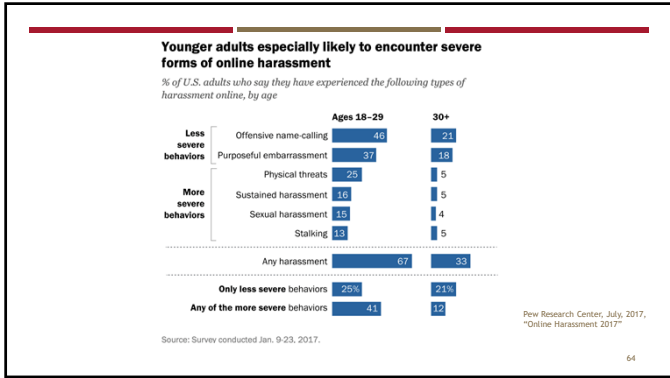 Younger adults especially likely to encounter severe
forms of online harassment
% of U.S. adults who say they have experienced the following types of
harassment online, by age
Ages 18–29 30+
Less
severe
behaviors
Offensive name-calling 46 21
Purposeful embarrassment 37 18
More
severe
behaviors
Physical threats 25 5
Sustained harassment 16 5
Sexual harassment 15 4
Stalking 13 5
Any harassment 67 33
Only less severe behaviors 25% 21%
Any of the more severe behaviors 41 12
Source: Survey conducted Jan. 9-23, 2017.
Pew Research Center, July, 2017,
"Online Harassment 2017"
64